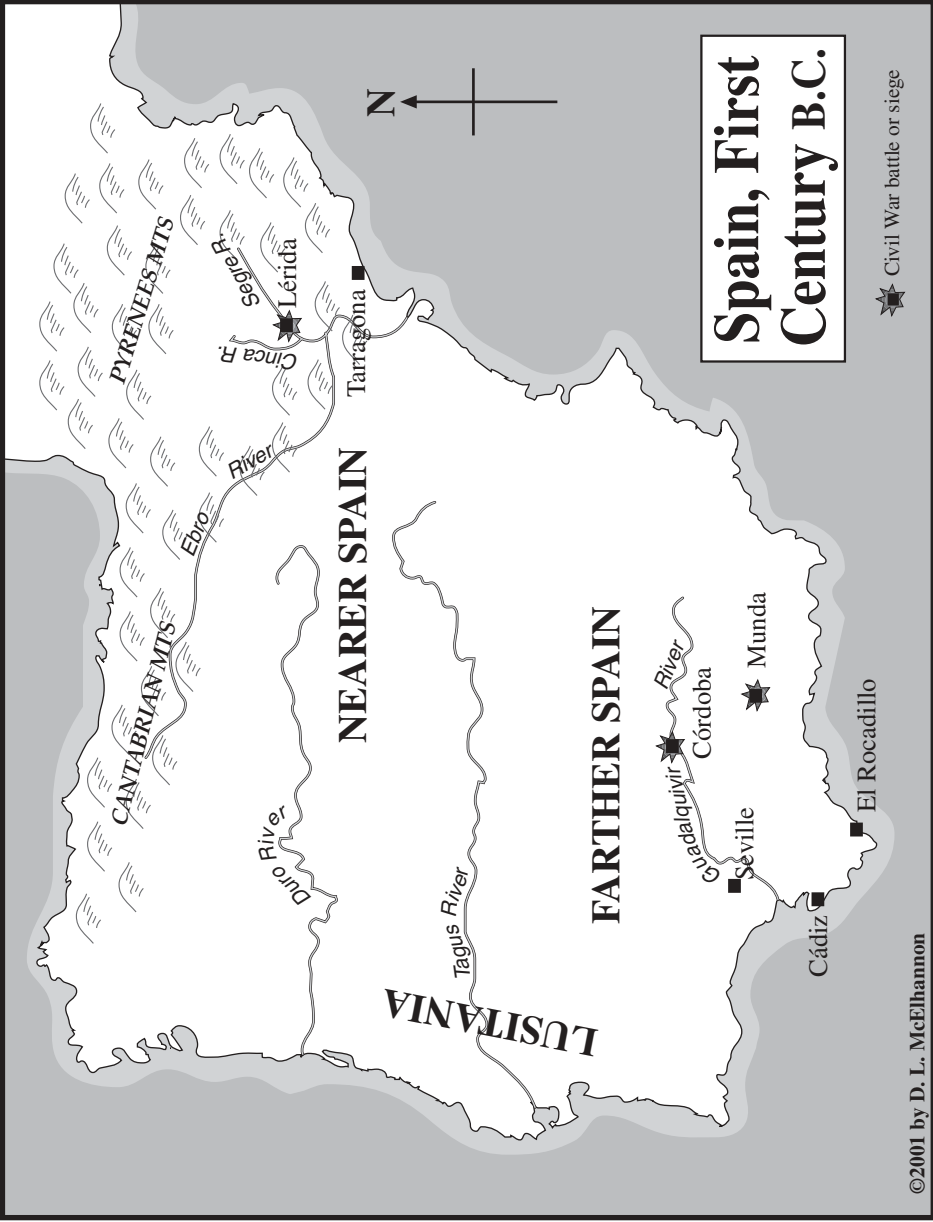 PYRENEES MTS
Segre R.
Lérida
Cinca R.
Tarragona
Ebro River
CANTABRIAN MTS
NEARER SPAIN
Duro River
Tagus River
LUSITANIA
FARTHER SPAIN
Guadalquivir River
Córdoba
Munda
Seville
Cádiz
El Rocadillo
N
Spain, First
Century B.C.
Civil War battle or siege
©2001 by D. L. McElhannon